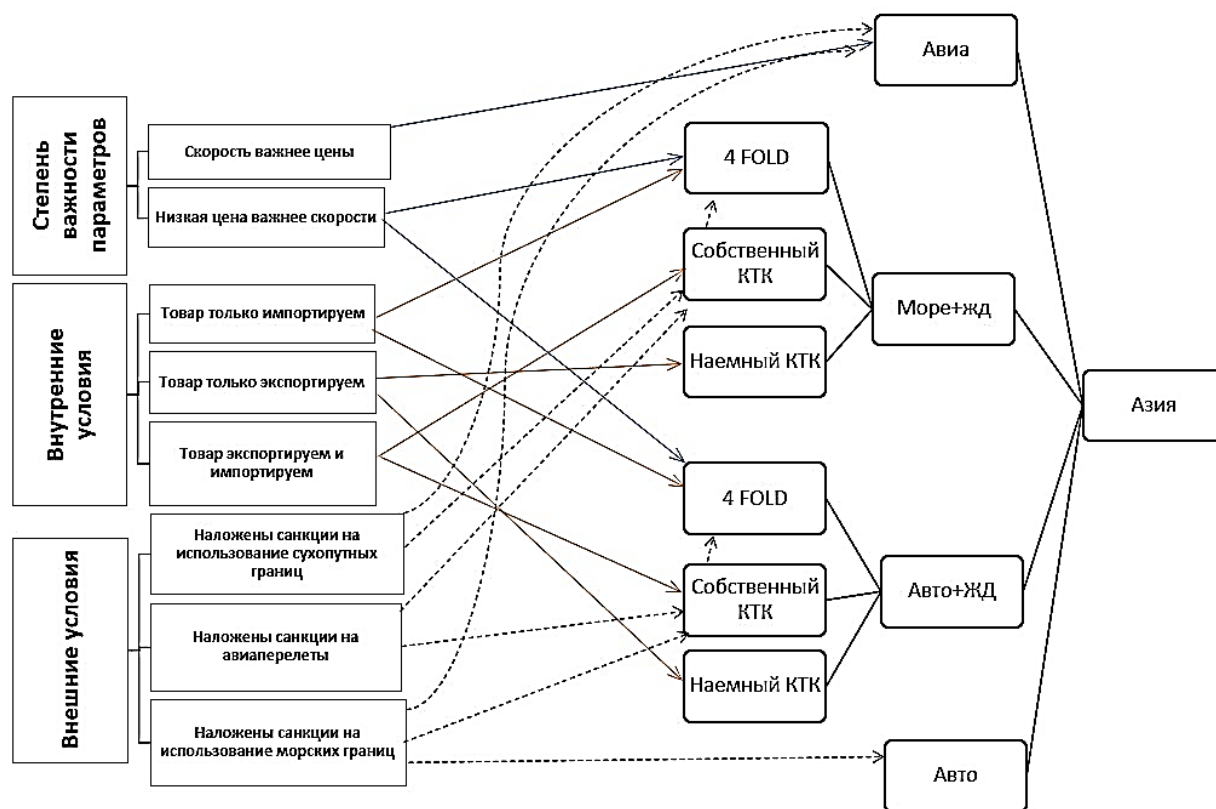 Степень
важности
параметров
Скорость важнее цены
Низкая цена важнее скорости
Внутренние
условия
Товар только импортируем
Товар только экспортируем
Товар экспортируем и
импортируем
Внешние условия
Наложены санкции на
использование сухопутных
границ
Наложены санкции на
авиаперелеты
Наложены санкции на
использование морских границ
4 FOLD
Собственный
КТК
Наемный КТК
4 FOLD
Собственный
КТК
Наемный КТК
Авиа
Море+жд
Авто+ЖД
Авто
Азия